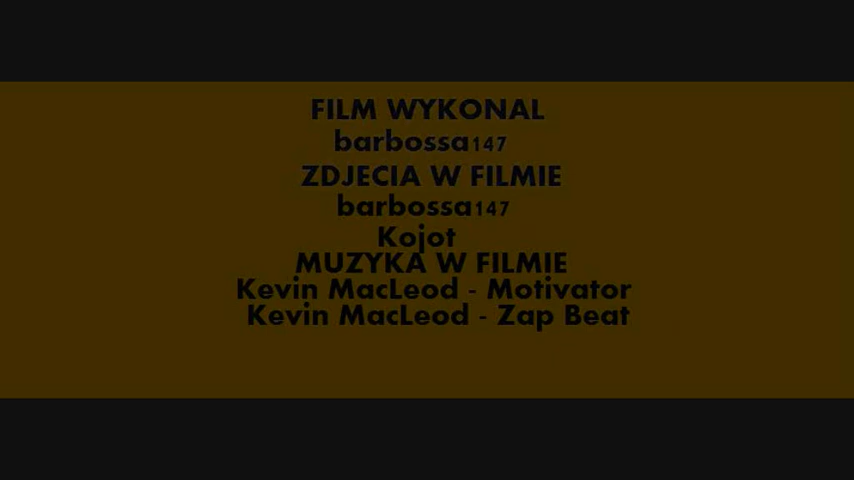 FILM WYKONAL
barbossa147
ZDJECIA W FILMIE
barbossa147
Kojot
MUZYKA W FILMIE
Kevin MacLeod - Motivator
Kevin MacLeod - Zap Beat